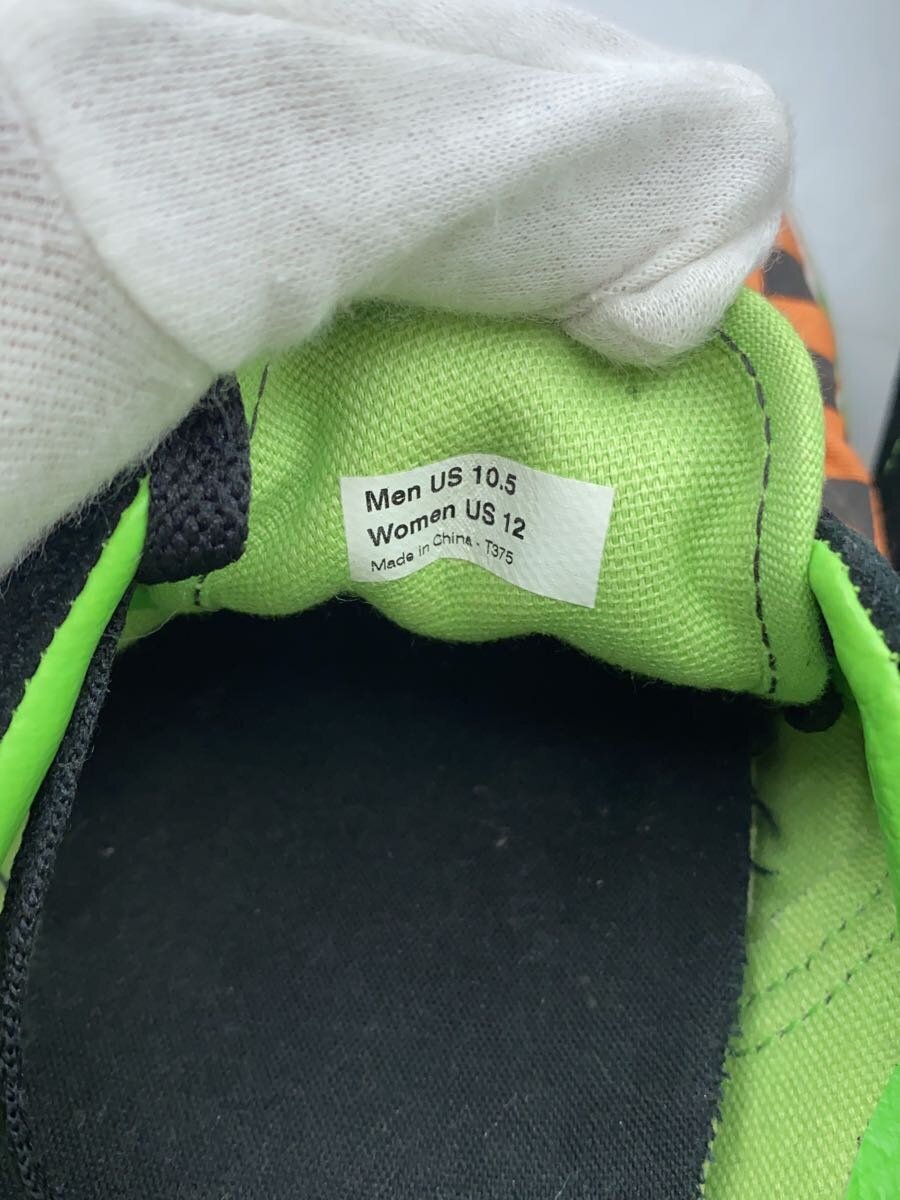 Men US 10.5
Women US 12
Made in China - T375